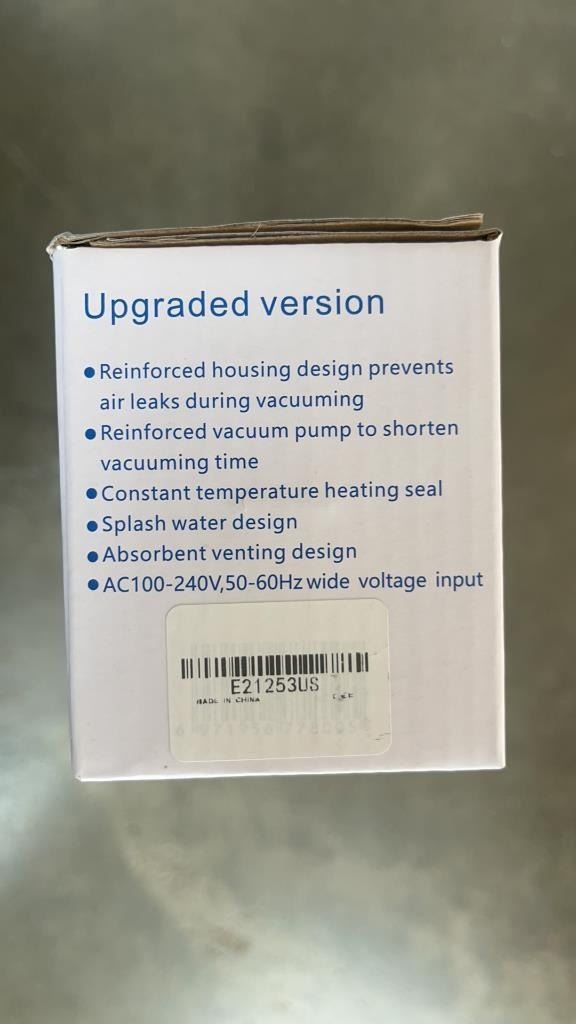 Upgraded version
●Reinforced housing design prevents
air leaks during vacuuming
●Reinforced vacuum pump to shorten
vacuuming time
●Constant temperature heating seal
●Splash water design
●Absorbent venting design
●AC100-240V,50-60Hz wide voltage input
E21253US
MADE IN CHINA